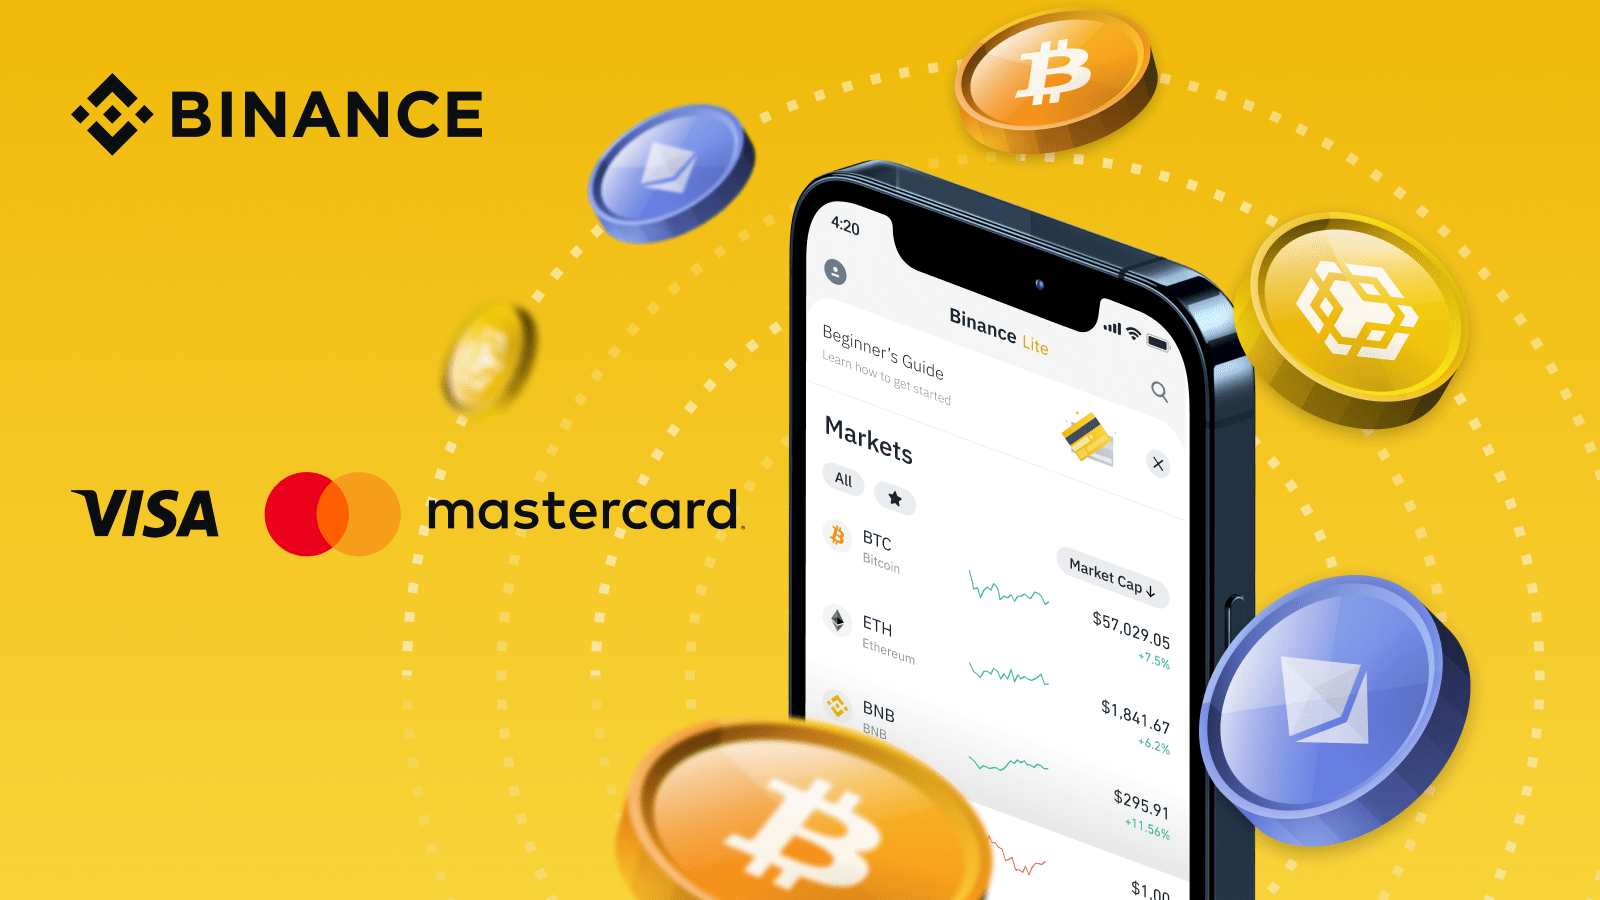 BINANCE
VISA
mastercard.
4:20
Binance Lite
Beginner's Guide
Learn how to get started
Markets
All
Market Cap ↓
BTC
Bitcoin
$57,029.05
+7.5%
ETH
Ethereum
$1,841.67
+6.2%
BNB
BNB
$295.91
+11.56%
$1.00